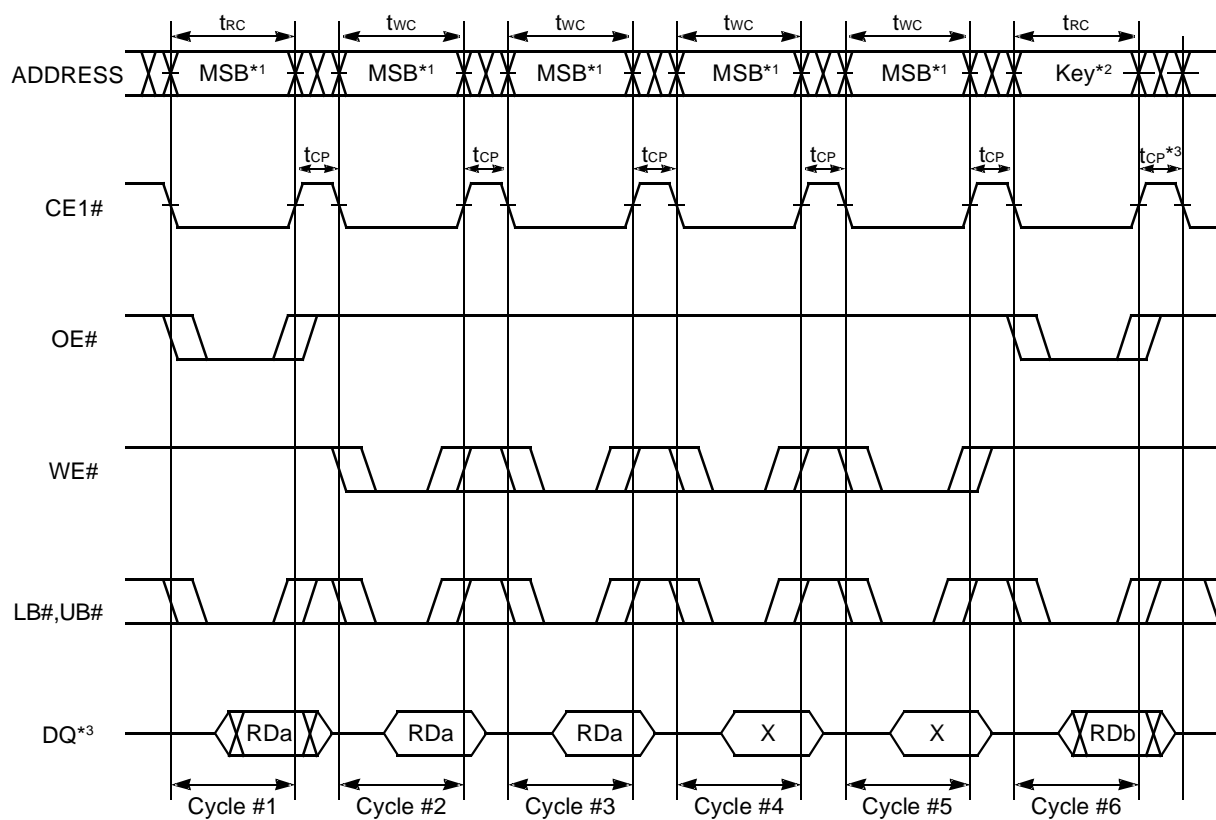 tRC tWC tWC tWC tWC tRC
ADDRESS MSB*1 MSB*1 MSB*1 MSB*1 MSB*1 Key*2
tCP tCP tCP tCP tCP tCP*3
CE1#
OE#
WE#
LB#,UB#
DQ*3 RDa RDa RDa X X RDb
Cycle #1 Cycle #2 Cycle #3 Cycle #4 Cycle #5 Cycle #6